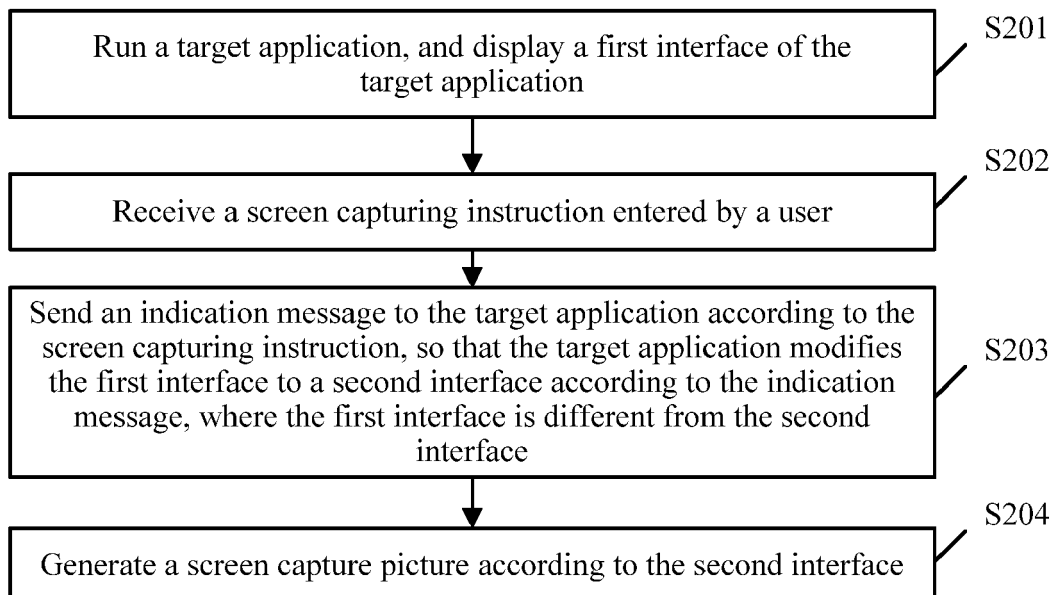 S201
Run a target application, and display a first interface of the
target application
S202
Receive a screen capturing instruction entered by a user
Send an indication message to the target application according to the
screen capturing instruction, so that the target application modifies
the first interface to a second interface according to the indication
message, where the first interface is different from the second
interface
S203
S204
Generate a screen capture picture according to the second interface